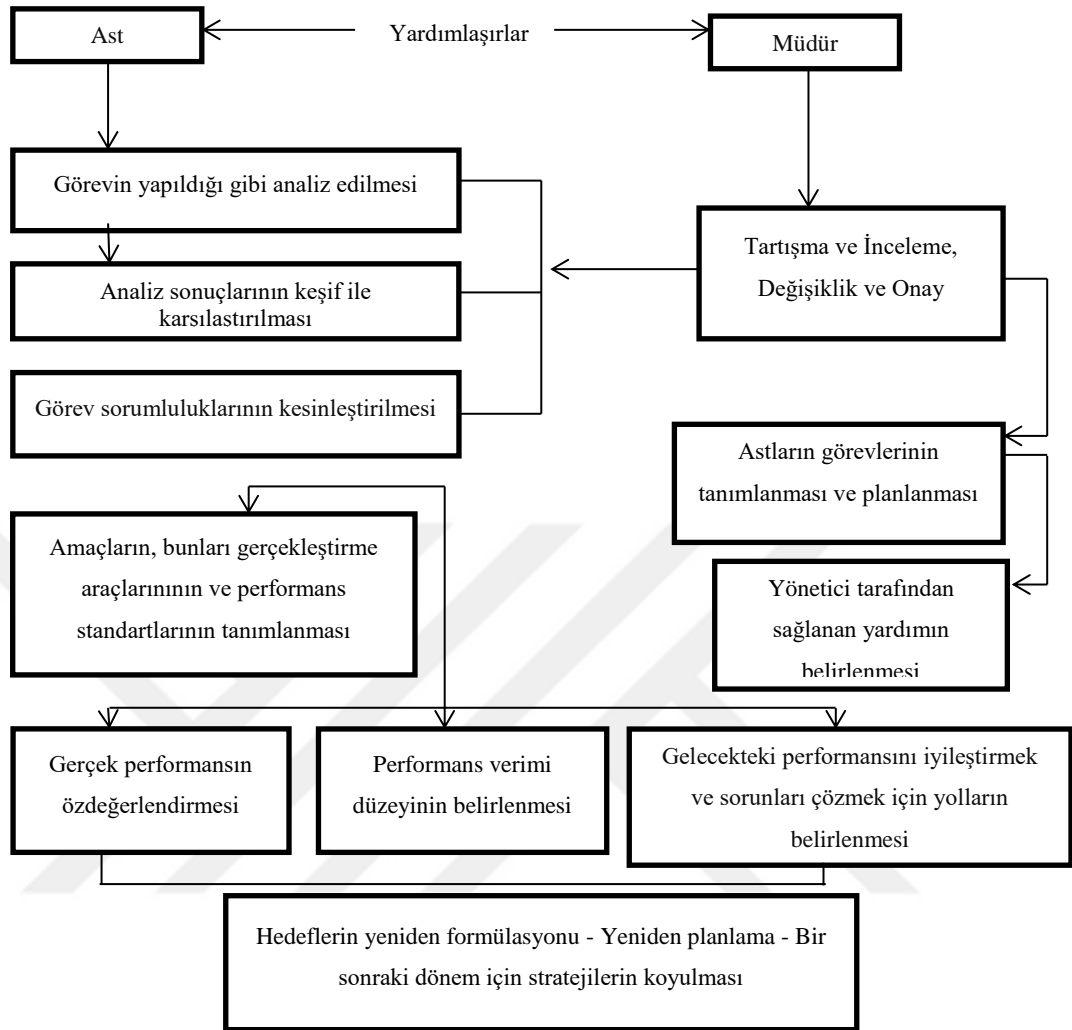 Ast
Yardımlaşırlar
Müdür
Görevin yapıldığı gibi analiz edilmesi
Tartışma ve İnceleme,
Değişiklik ve Onay
Analiz sonuçlarının keşif ile
karsılastırılması
Görev sorumluluklarının kesinleştirilmesi
Astların görevlerinin
tanımlanması ve planlanması
Amaçların, bunları gerçekleştirme
araçlarınının ve performans
standartlarının tanımlanması
Yönetici tarafından
sağlanan yardımın
belirlenmesi
Gerçek performansın
özdeğerlendirmesi
Performans verimi
düzeyinin belirlenmesi
Gelecekteki performansını iyileştirmek
ve sorunları çözmek için yolların
belirlenmesi
Hedeflerin yeniden formülasyonu - Yeniden planlama - Bir
sonraki dönem için stratejilerin koyulması